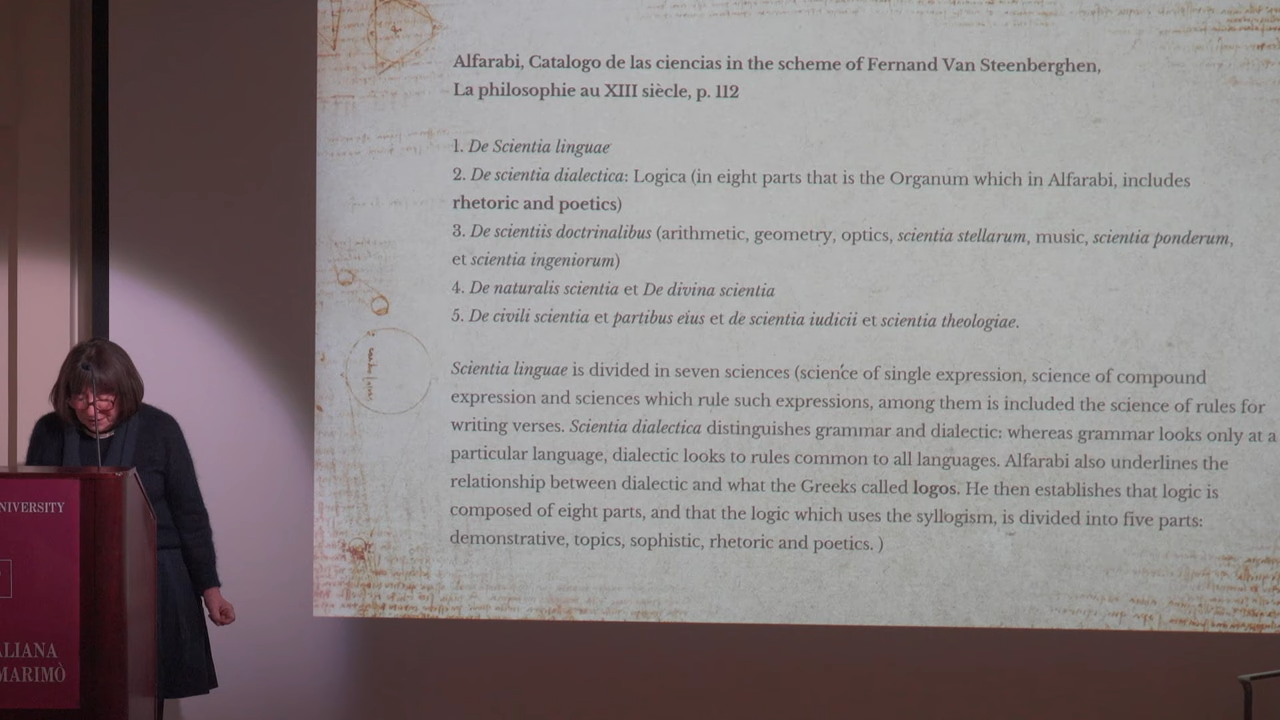 Alfarabi, Catalogo de las ciencias in the scheme of Fernand Van Steenberghen,
La philosophie au XIII siècle, p. 112
1. De Scientia linguae
2. De scientia dialectica: Logica (in eight parts that is the Organum which in Alfarabi, includes
rhetoric and poetics)
3. De scientiis doctrinalibus (arithmetic, geometry, optics, scientia stellarum, music, scientia ponderum,
et scientia ingeniorum)
4. De naturalis scientia et De divina scientia
5. De civili scientia et partibus eius et de scientia iudicii et scientia theologiae.
Scientia linguae is divided in seven sciences (science of single expression, science of compound
expression and sciences which rule such expressions, among them is included the science of rules for
writing verses. Scientia dialectica distinguishes grammar and dialectic: whereas grammar looks only at a
particular language, dialectic looks to rules common to all languages. Alfarabi also underlines the
relationship between dialectic and what the Greeks called logos. He then establishes that logic is
composed of eight parts, and that the logic which uses the syllogism, is divided into five parts:
demonstrative, topics, sophistic, rhetoric and poetics. )
NIVERSITY
ALIANA
MARIMÒ